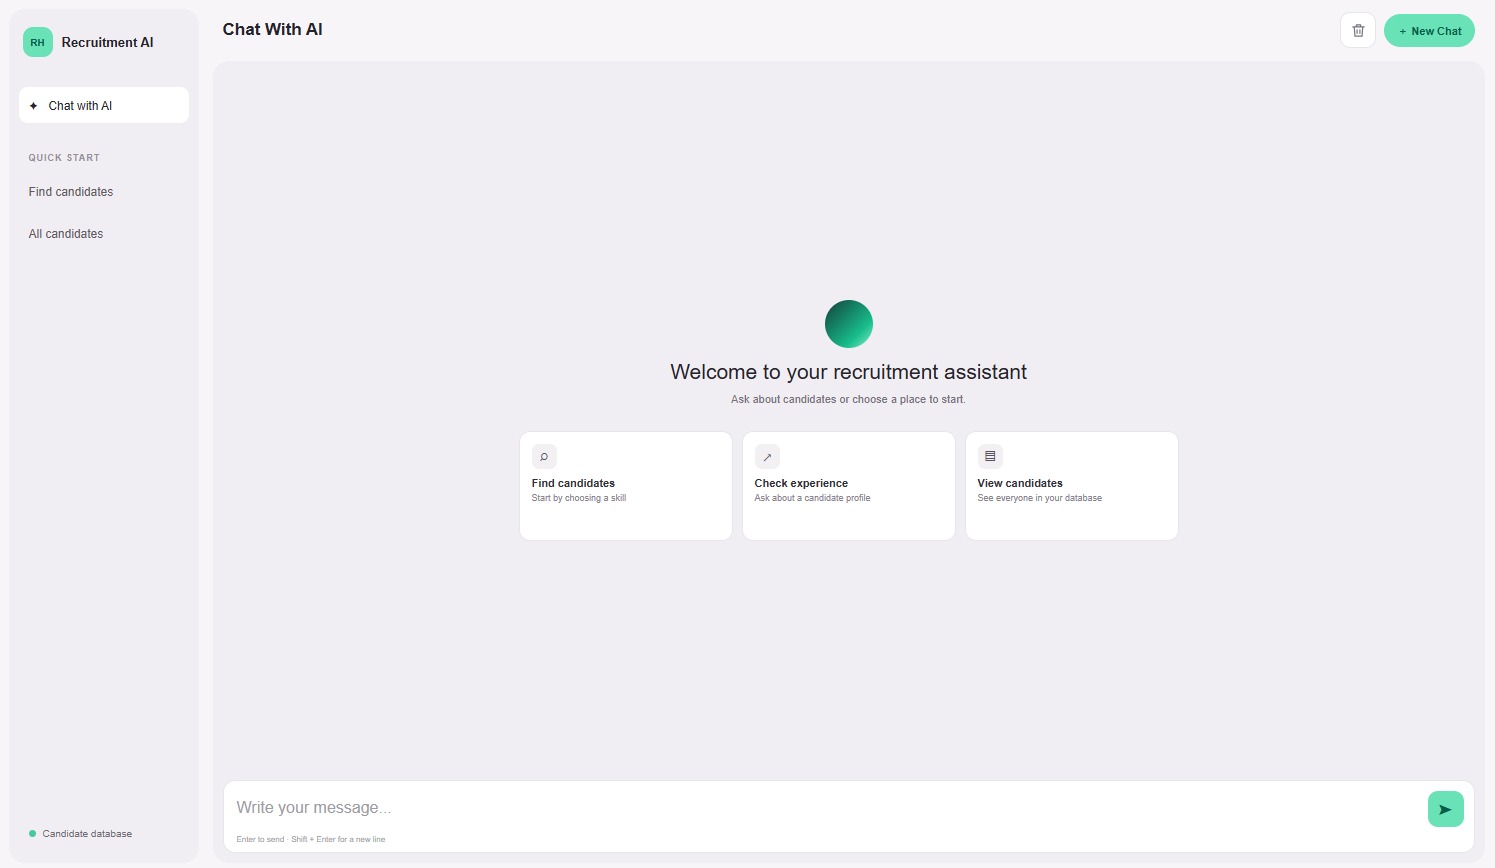 RH
Recruitment AI
Chat with AI
QUICK START
Find candidates
All candidates
Candidate database
Chat With AI
+ New Chat
Welcome to your recruitment assistant
Ask about candidates or choose a place to start.
Find candidates
Start by choosing a skill
Check experience
Ask about a candidate profile
View candidates
See everyone in your database
Write your message...
Enter to send · Shift + Enter for a new line